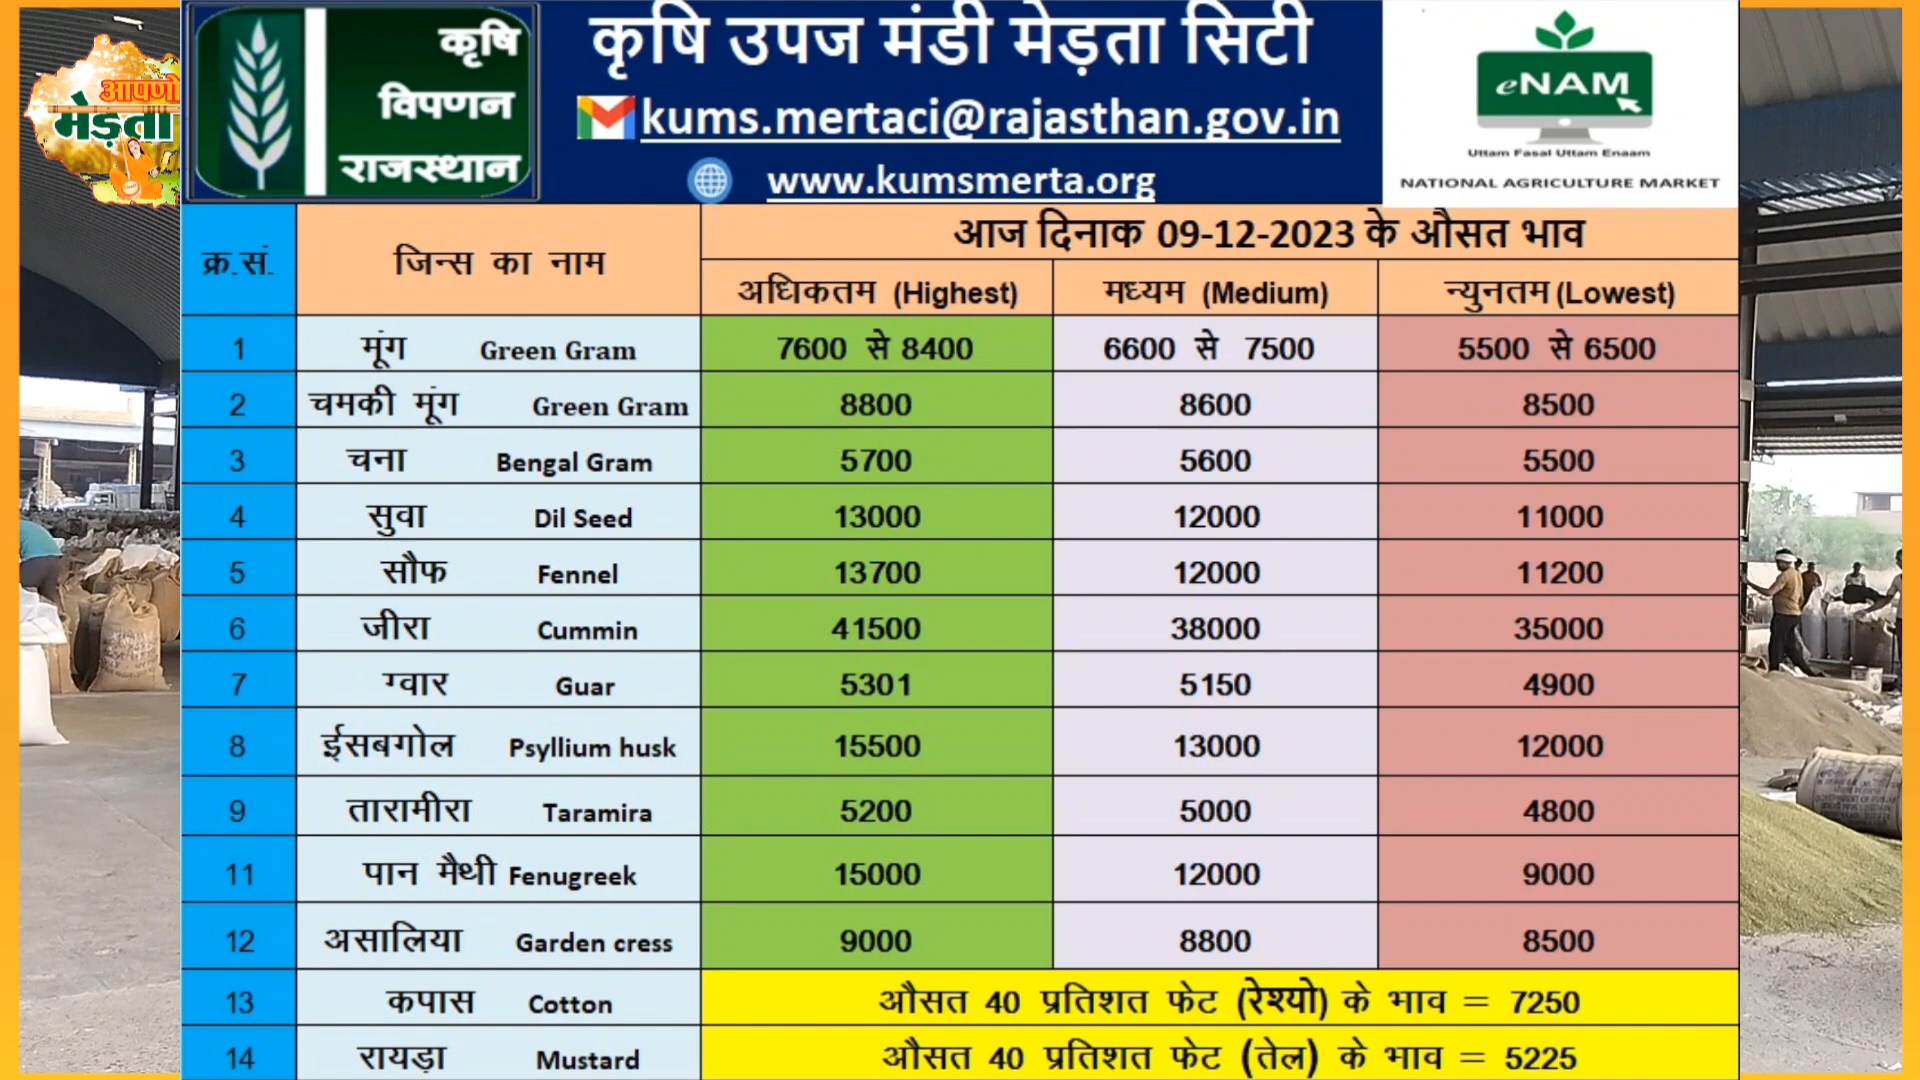 आपणो
मेड़ता
कृषि
विपणन
राजस्थान
कृषि उपज मंडी मेड़ता सिटी
kums.mertaci@rajasthan.gov.in
www.kumsmerta.org
eNAM
Uttam Fasal Uttam Enaam
NATIONAL AGRICULTURE MARKET
क्र.सं. जिन्स का नाम आज दिनाक 09-12-2023 के औसत भाव
अधिकतम (Highest) मध्यम (Medium) न्युनतम (Lowest)
1 मूंग Green Gram 7600 से 8400 6600 से 7500 5500 से 6500
2 चमकी मूंग Green Gram 8800 8600 8500
3 चना Bengal Gram 5700 5600 5500
4 सुवा Dil Seed 13000 12000 11000
5 सौफ Fennel 13700 12000 11200
6 जीरा Cummin 41500 38000 35000
7 ग्वार Guar 5301 5150 4900
8 ईसबगोल Psyllium husk 15500 13000 12000
9 तारामीरा Taramira 5200 5000 4800
11 पान मैथी Fenugreek 15000 12000 9000
12 असालिया Garden cress 9000 8800 8500
13 कपास Cotton औसत 40 प्रतिशत फेट (रेश्यो) के भाव = 7250
14 रायड़ा Mustard औसत 40 प्रतिशत फेट (तेल) के भाव = 5225